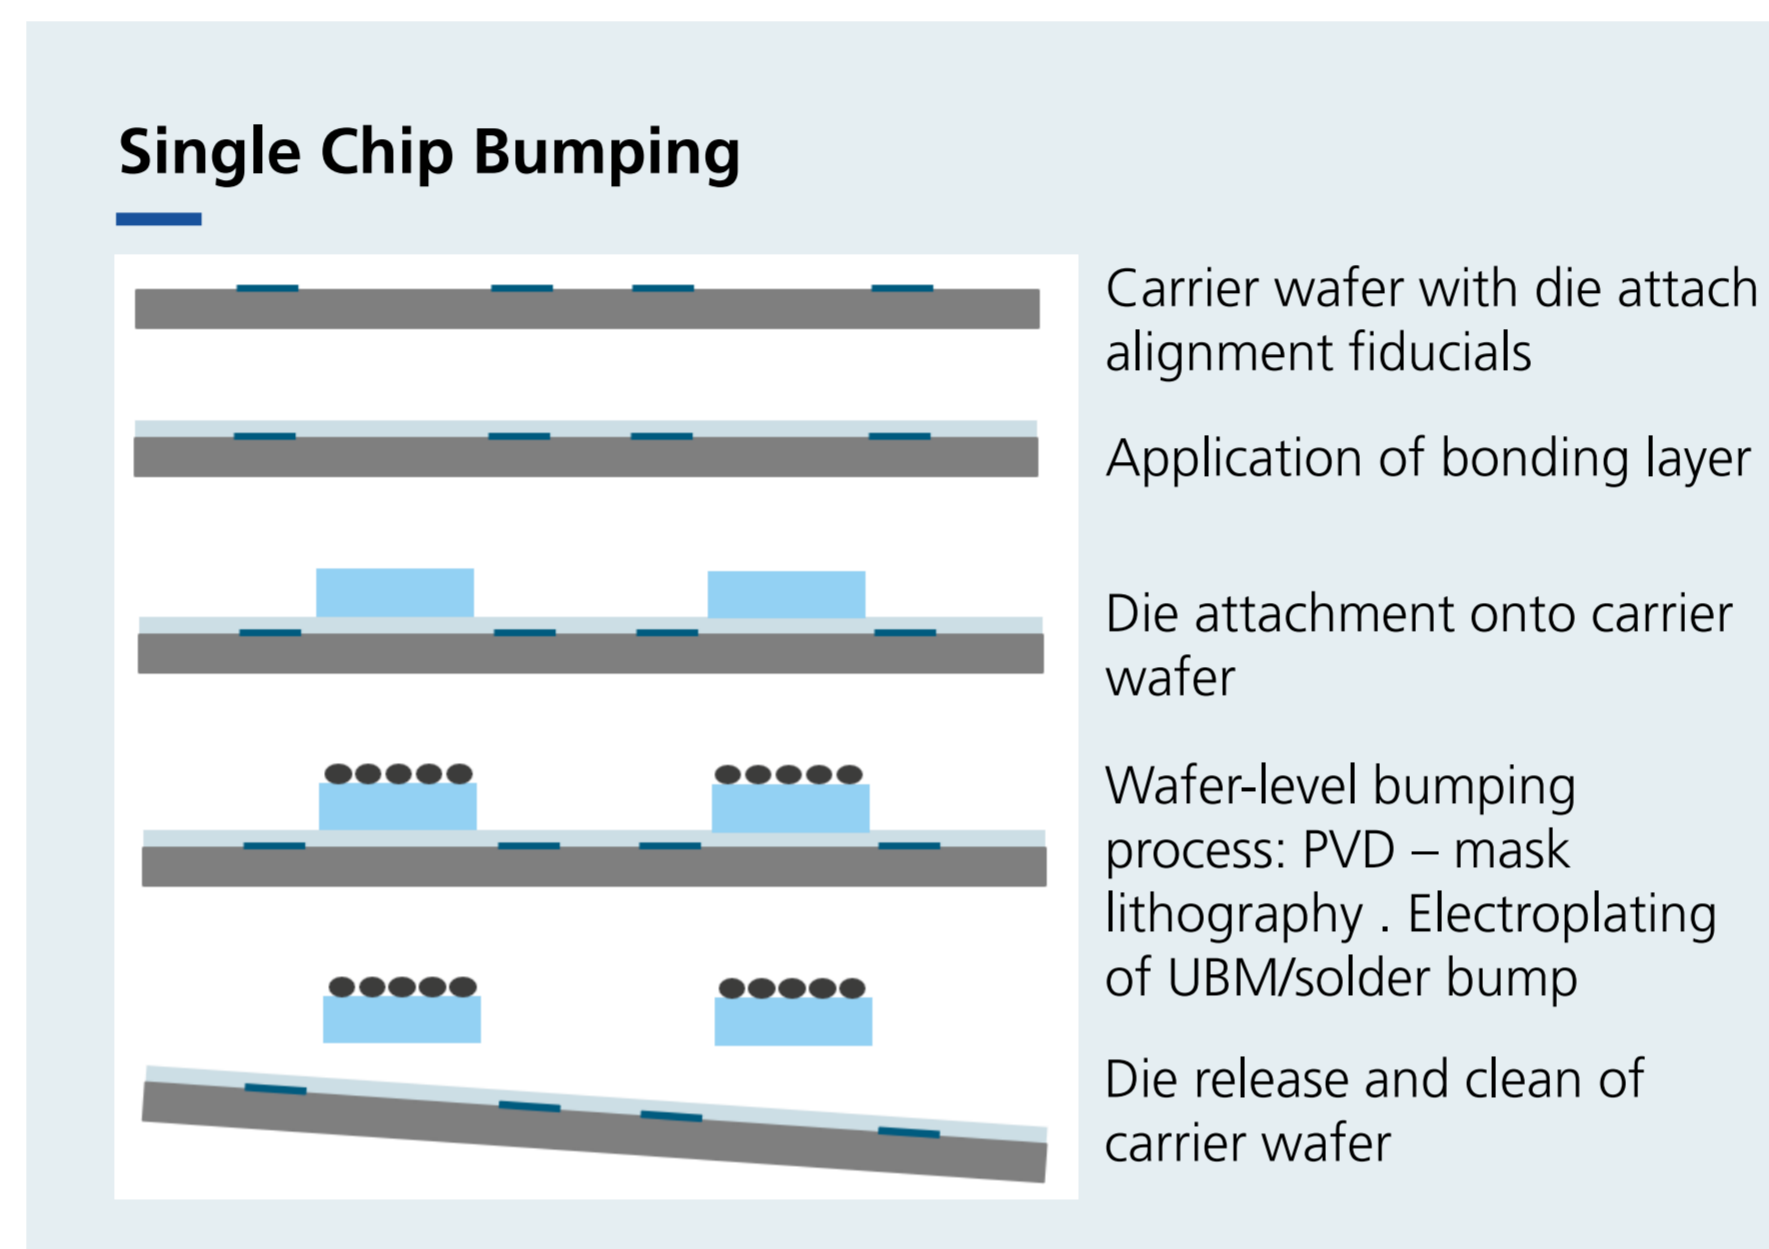 Single Chip Bumping
Carrier wafer with die attach
alignment fiducials
Application of bonding layer
Die attachment onto carrier
wafer
Wafer-level bumping
process: PVD – mask
lithography . Electroplating
of UBM/solder bump
Die release and clean of
carrier wafer